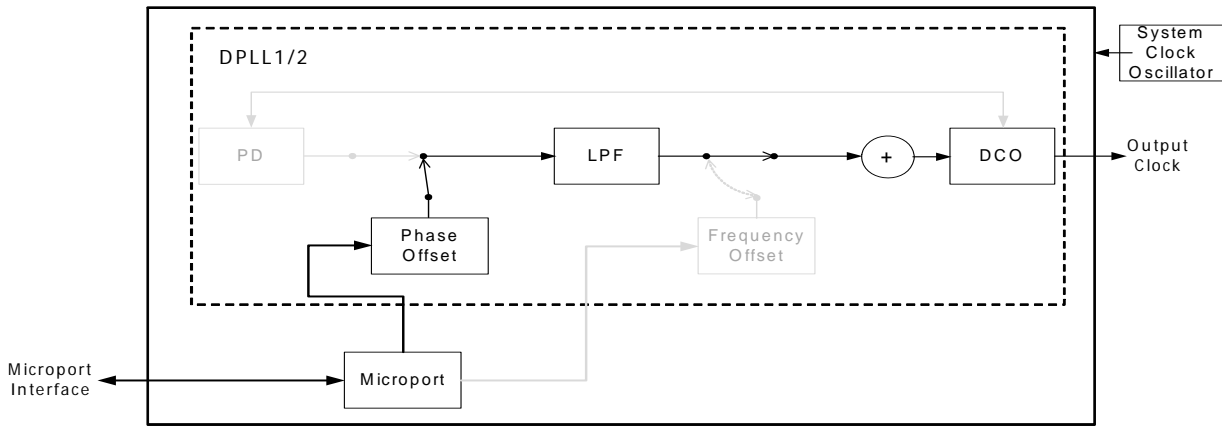 System
Clock
Oscillator
DPLL1/2
PD
LPF
+
DCO
Output
Clock
Phase
Offset
Frequency
Offset
Microport
Interface
Microport